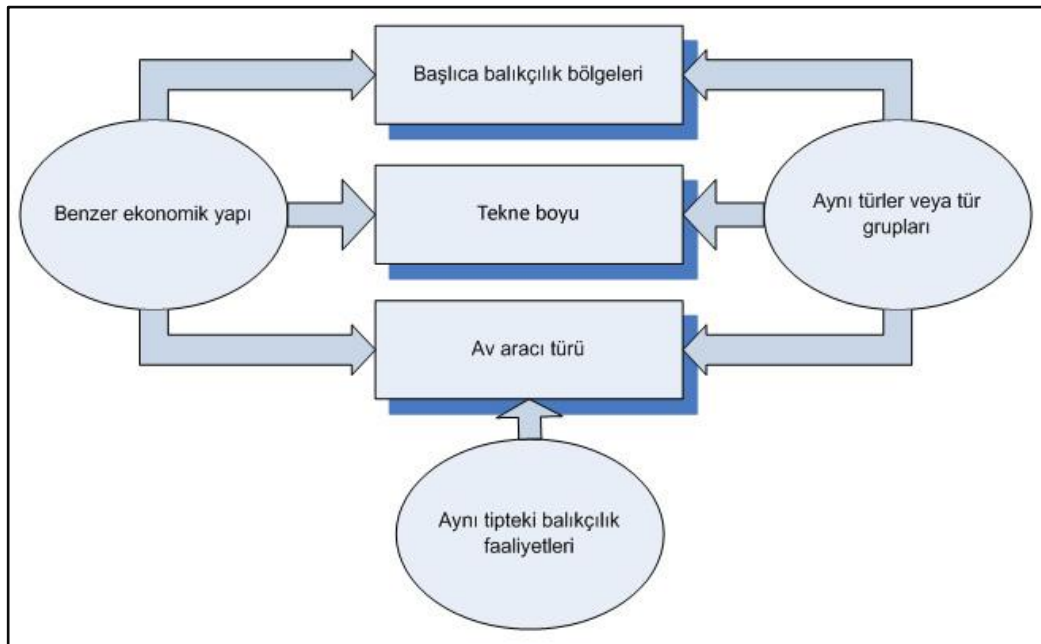 Başlıca balıkçılık bölgeleri
Benzer ekonomik yapı
Tekne boyu
Aynı türler veya tür
grupları
Av aracı türü
Aynı tipteki balıkçılık
faaliyetleri